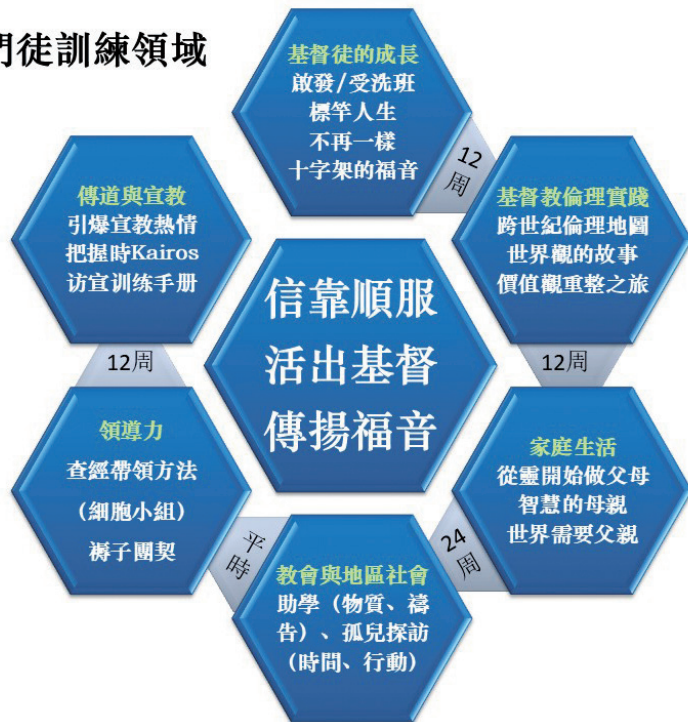 門徒訓練領域
基督徒的成長
啟發/受洗班
標竿人生
不再一樣
十字架的福音
12
周
基督教倫理實踐
跨世紀倫理地圖
世界觀的故事
價值觀重整之旅
12周
家庭生活
從靈開始做父母
智慧的母親
世界需要父親
24
周
教會與地區社會
助學（物质、禱
告）、孤兒探訪
（時間、行動）
平
時
領導力
查經帶領方法
（細胞小組）
褥子團契
12周
傳道與宣教
引爆宣教熱情
把握時Kairos
访宣训练手册
信靠順服
活出基督
傳揚福音